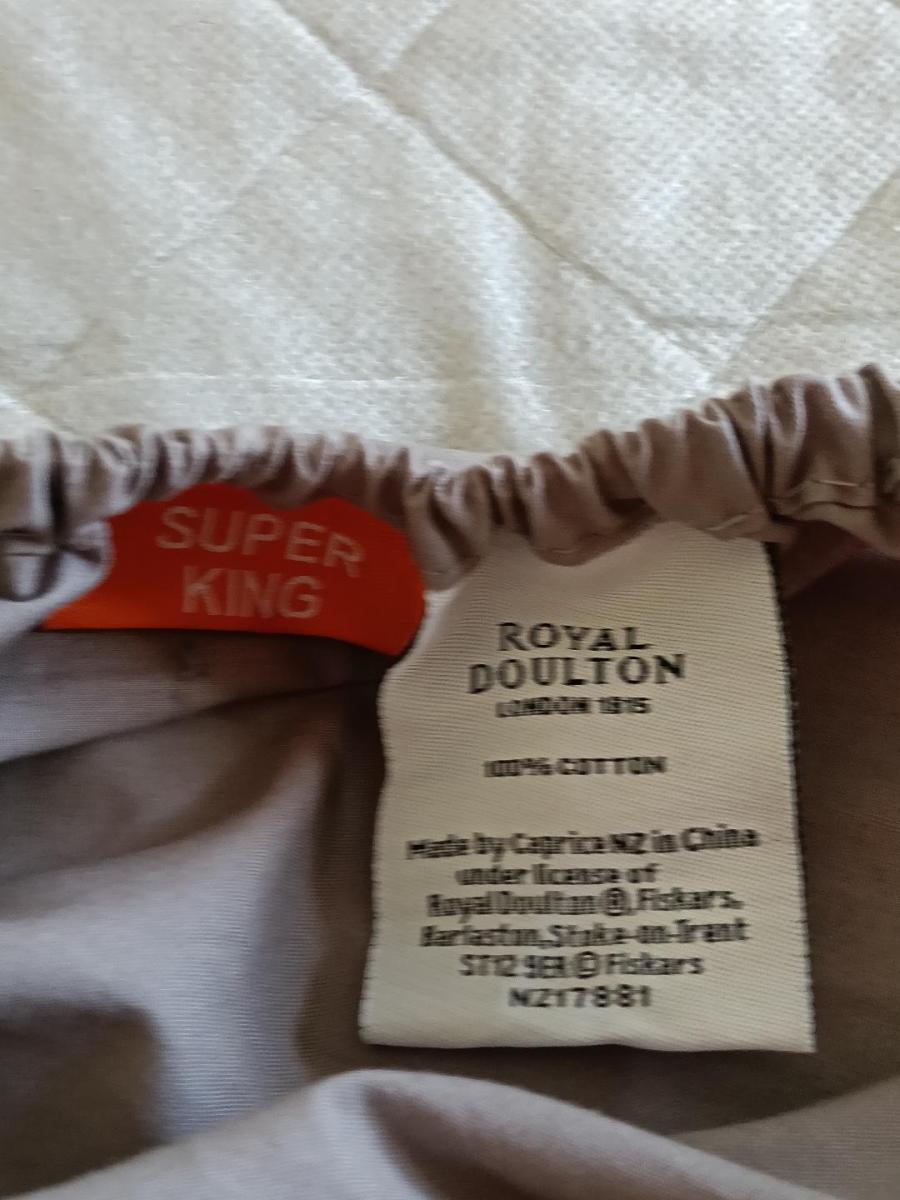 SUPER
KING
ROYAL
DOULTON
LONDON 1815
100% COTTON
Made by Caprice NZ in China
under license of
Royal Doulton ®, Fiskars,
Barlaston, Stoke-on-Trent
ST12 9ER © Fiskars
NZ17881